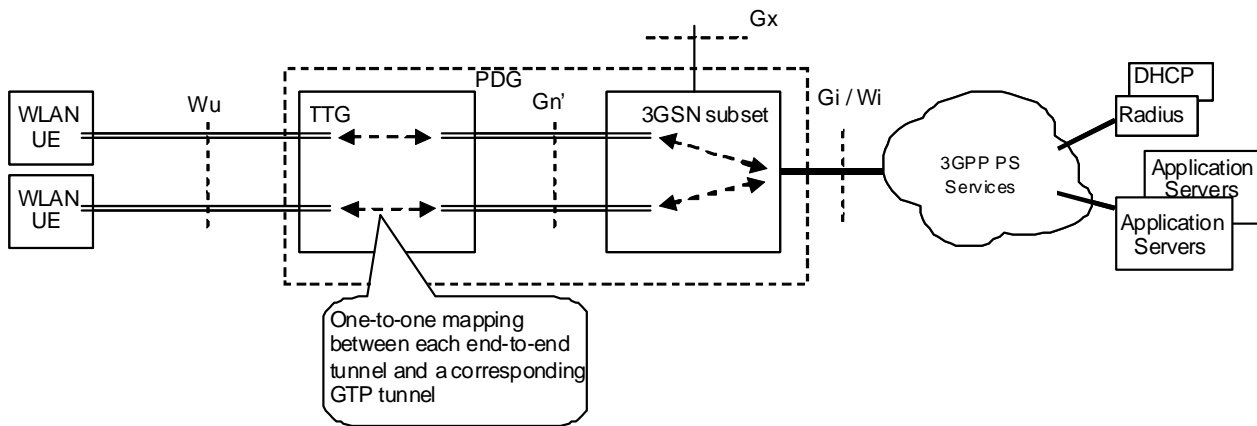 Gx
PDG
DHCP
WLAN
UE
Wu
TTG
Gn’
3GSN subset
Gi / Wi
Radius
3GPP PS
Services
Application
Servers
WLAN
UE
Application
Servers
One-to-one mapping
between each end-to-end
tunnel and a corresponding
GTP tunnel